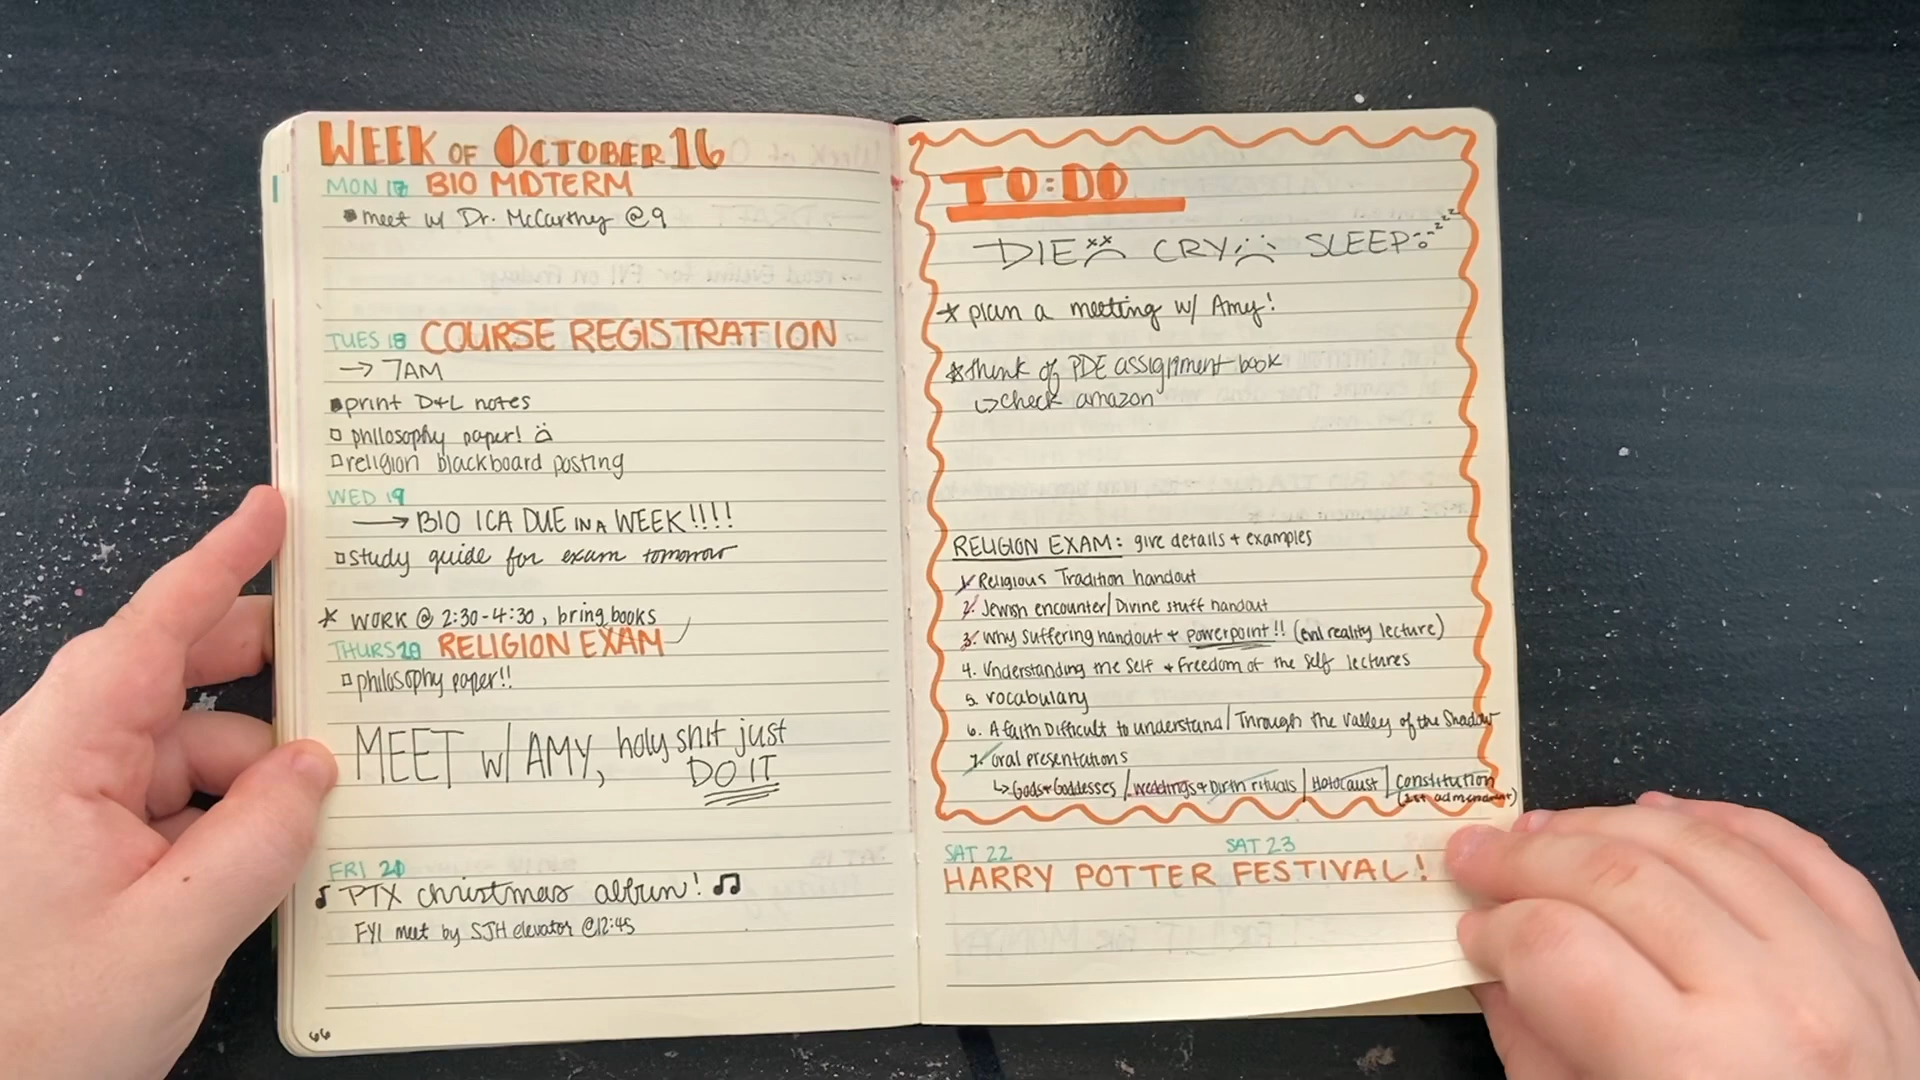 WEEK OF OCTOBER 16
MON 17 BIO MDTERM
meet w/ Dr. McCarthy @ 9
TUES 18 COURSE REGISTRATION
→ 7AM
print D+L notes
philosophy paper!
religion blackboard posting
WED 19
→ BIO ICA DUE IN A WEEK!!!!
study guide for exam tomorrow
* WORK @ 2:30-4:30, bring books
THURS 20 RELIGION EXAM
philosophy paper!!
MEET w/ AMY, holy shit just
DO IT
FRI 20
♪ PTX christmas album! ♫
FYI meet by SJH elevator @12:45
66
TO:DO
DIE CRY SLEEP zzz
* plan a meeting w/ Amy!
* think of PDE assignment book
↳ check amazon
RELIGION EXAM: give details + examples
1. Religious Tradition handout
2. Jewish encounter/Divine stuff handout
3. Why Suffering handout + powerpoint!! (evil reality lecture)
4. Understanding the Self + Freedom of the Self lectures
5. vocabulary
6. A faith Difficult to understand/Through the valley of the Shadow
7. oral presentations
↳ Gods+Goddesses | weddings + birth rituals | Holocaust | constitution
(1st admendment)
SAT 22 SAT 23
HARRY POTTER FESTIVAL!